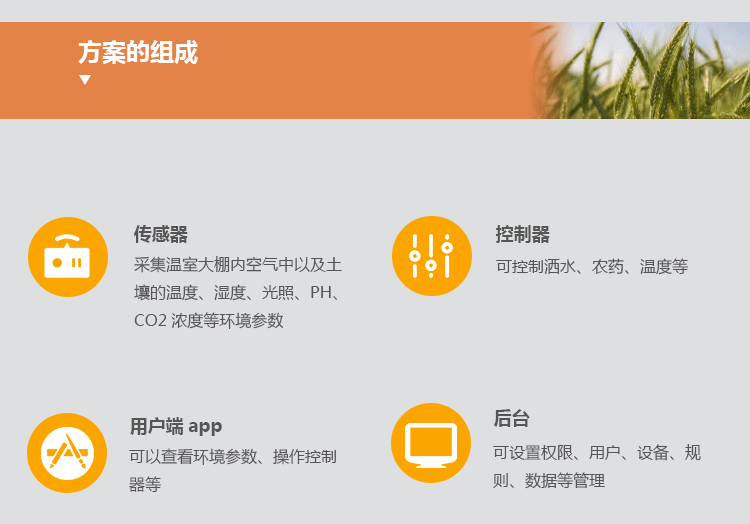 方案的组成
传感器
采集温室大棚内空气中以及土
壤的温度、湿度、光照、PH、
CO2 浓度等环境参数
控制器
可控制洒水、农药、温度等
用户端 app
可以查看环境参数、操作控制
器等
后台
可设置权限、用户、设备、规
则、数据等管理